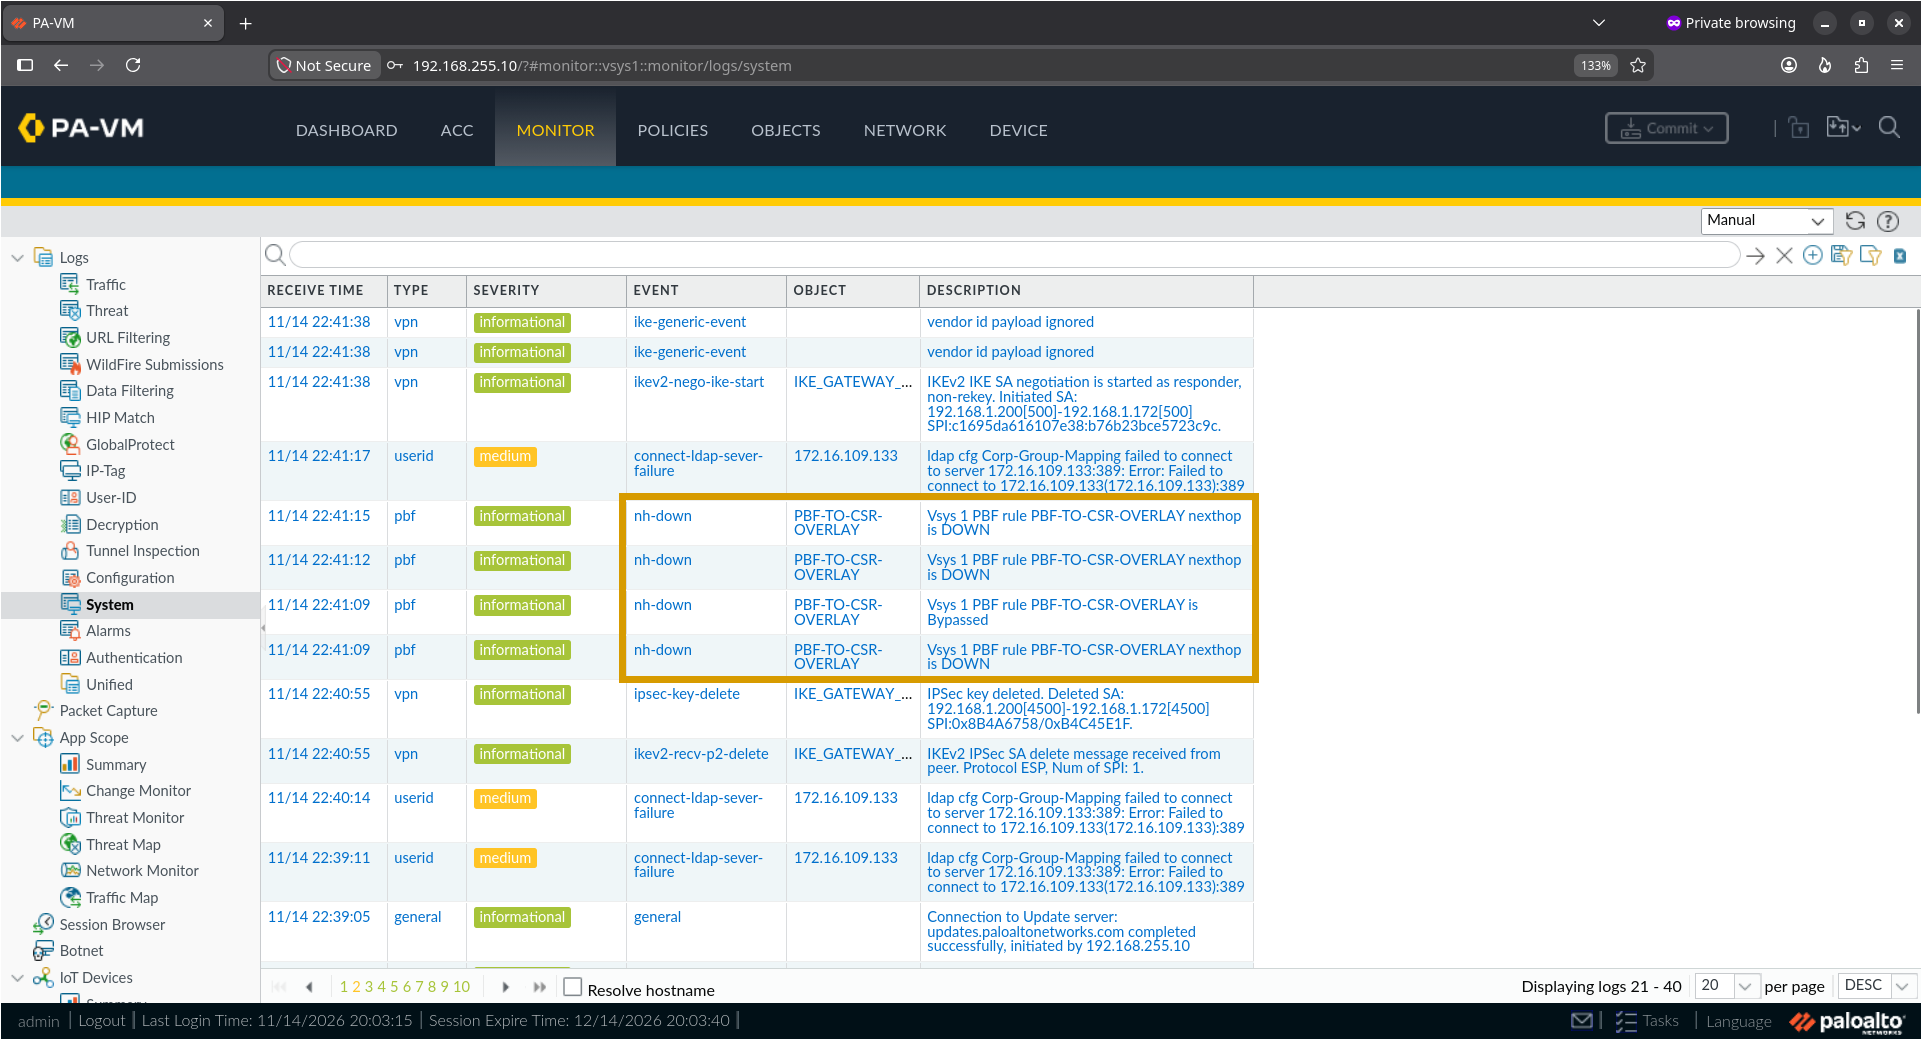 PA-VM
Private browsing
Not Secure
192.168.255.10/?#monitor::vsys1::monitor/logs/system
133%
PA-VM
DASHBOARD
ACC
MONITOR
POLICIES
OBJECTS
NETWORK
DEVICE
Commit
Manual
Logs
Traffic
Threat
URL Filtering
WildFire Submissions
Data Filtering
HIP Match
GlobalProtect
IP-Tag
User-ID
Decryption
Tunnel Inspection
Configuration
System
Alarms
Authentication
Unified
Packet Capture
App Scope
Summary
Change Monitor
Threat Monitor
Threat Map
Network Monitor
Traffic Map
Session Browser
Botnet
IoT Devices
Summary
RECEIVE TIME TYPE SEVERITY EVENT OBJECT DESCRIPTION
11/14 22:41:38 vpn informational ike-generic-event vendor id payload ignored
11/14 22:41:38 vpn informational ike-generic-event vendor id payload ignored
11/14 22:41:38 vpn informational ikev2-nego-ike-start IKE_GATEWAY_... IKEv2 IKE SA negotiation is started as responder,
non-rekey. Initiated SA:
192.168.1.200[500]-192.168.1.172[500]
SPI:c1695da616107e38:b76b23bce5723c9c.
11/14 22:41:17 userid medium connect-ldap-sever- 172.16.109.133 ldap cfg Corp-Group-Mapping failed to connect
failure to server 172.16.109.133:389: Error: Failed to
connect to 172.16.109.133(172.16.109.133):389
11/14 22:41:15 pbf informational nh-down PBF-TO-CSR- Vsys 1 PBF rule PBF-TO-CSR-OVERLAY nexthop
OVERLAY is DOWN
11/14 22:41:12 pbf informational nh-down PBF-TO-CSR- Vsys 1 PBF rule PBF-TO-CSR-OVERLAY nexthop
OVERLAY is DOWN
11/14 22:41:09 pbf informational nh-down PBF-TO-CSR- Vsys 1 PBF rule PBF-TO-CSR-OVERLAY is
OVERLAY Bypassed
11/14 22:41:09 pbf informational nh-down PBF-TO-CSR- Vsys 1 PBF rule PBF-TO-CSR-OVERLAY nexthop
OVERLAY is DOWN
11/14 22:40:55 vpn informational ipsec-key-delete IKE_GATEWAY_... IPSec key deleted. Deleted SA:
192.168.1.200[4500]-192.168.1.172[4500]
SPI:0x8B4A6758/0xB4C45E1F.
11/14 22:40:55 vpn informational ikev2-recv-p2-delete IKE_GATEWAY_... IKEv2 IPSec SA delete message received from
peer. Protocol ESP, Num of SPI: 1.
11/14 22:40:14 userid medium connect-ldap-sever- 172.16.109.133 ldap cfg Corp-Group-Mapping failed to connect
failure to server 172.16.109.133:389: Error: Failed to
connect to 172.16.109.133(172.16.109.133):389
11/14 22:39:11 userid medium connect-ldap-sever- 172.16.109.133 ldap cfg Corp-Group-Mapping failed to connect
failure to server 172.16.109.133:389: Error: Failed to
connect to 172.16.109.133(172.16.109.133):389
11/14 22:39:05 general informational general Connection to Update server:
updates.paloaltonetworks.com completed
successfully, initiated by 192.168.255.10
1 2 3 4 5 6 7 8 9 10
Resolve hostname
Displaying logs 21 - 40
20
per page
DESC
admin | Logout | Last Login Time: 11/14/2026 20:03:15 | Session Expire Time: 12/14/2026 20:03:40 |
Tasks | Language
paloalto
NETWORKS